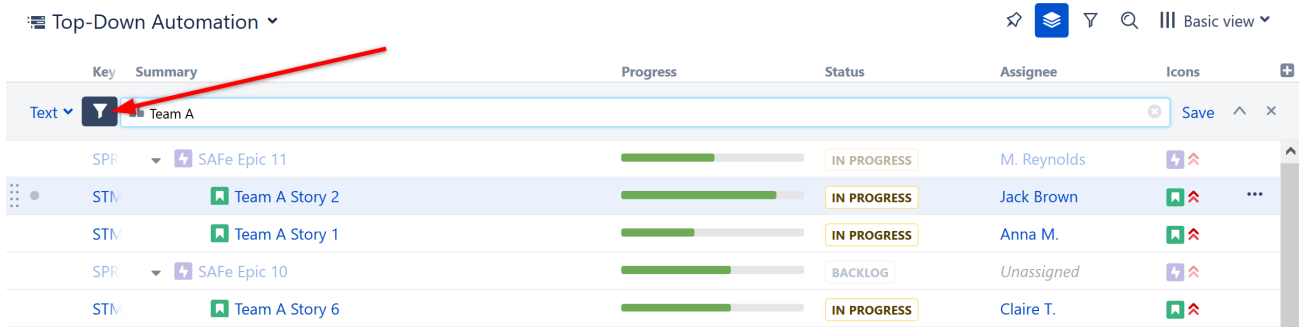 Top-Down Automation Basic view
Key Summary Progress Status Assignee Icons
Text Team A Save
SPR SAFe Epic 11 IN PROGRESS M. Reynolds
STM Team A Story 2 IN PROGRESS Jack Brown
STM Team A Story 1 IN PROGRESS Anna M.
SPR SAFe Epic 10 BACKLOG Unassigned
STM Team A Story 6 IN PROGRESS Claire T.